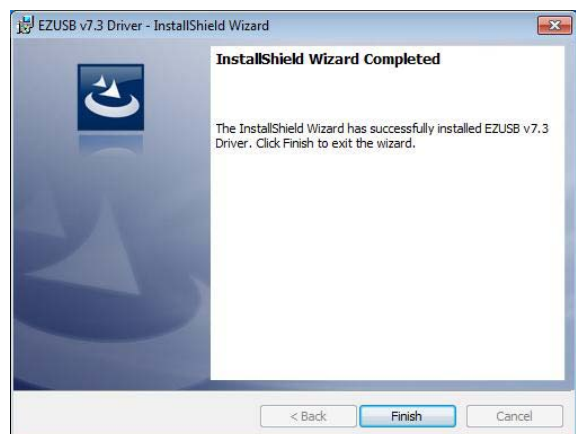 EZUSB v7.3 Driver - InstallShield Wizard
InstallShield Wizard Completed
The InstallShield Wizard has successfully installed EZUSB v7.3
Driver. Click Finish to exit the wizard.
< Back
Finish
Cancel